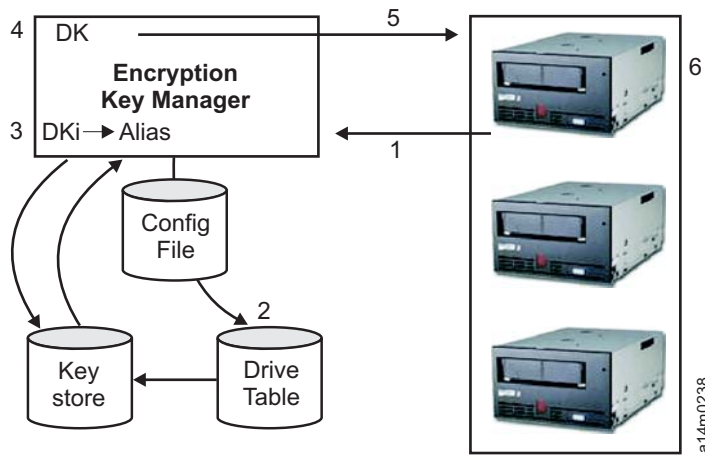 4 DK
5
Encryption
Key Manager
6
3 DKi → Alias
1
Config
File
2
Key
store
Drive
Table
a14m0238